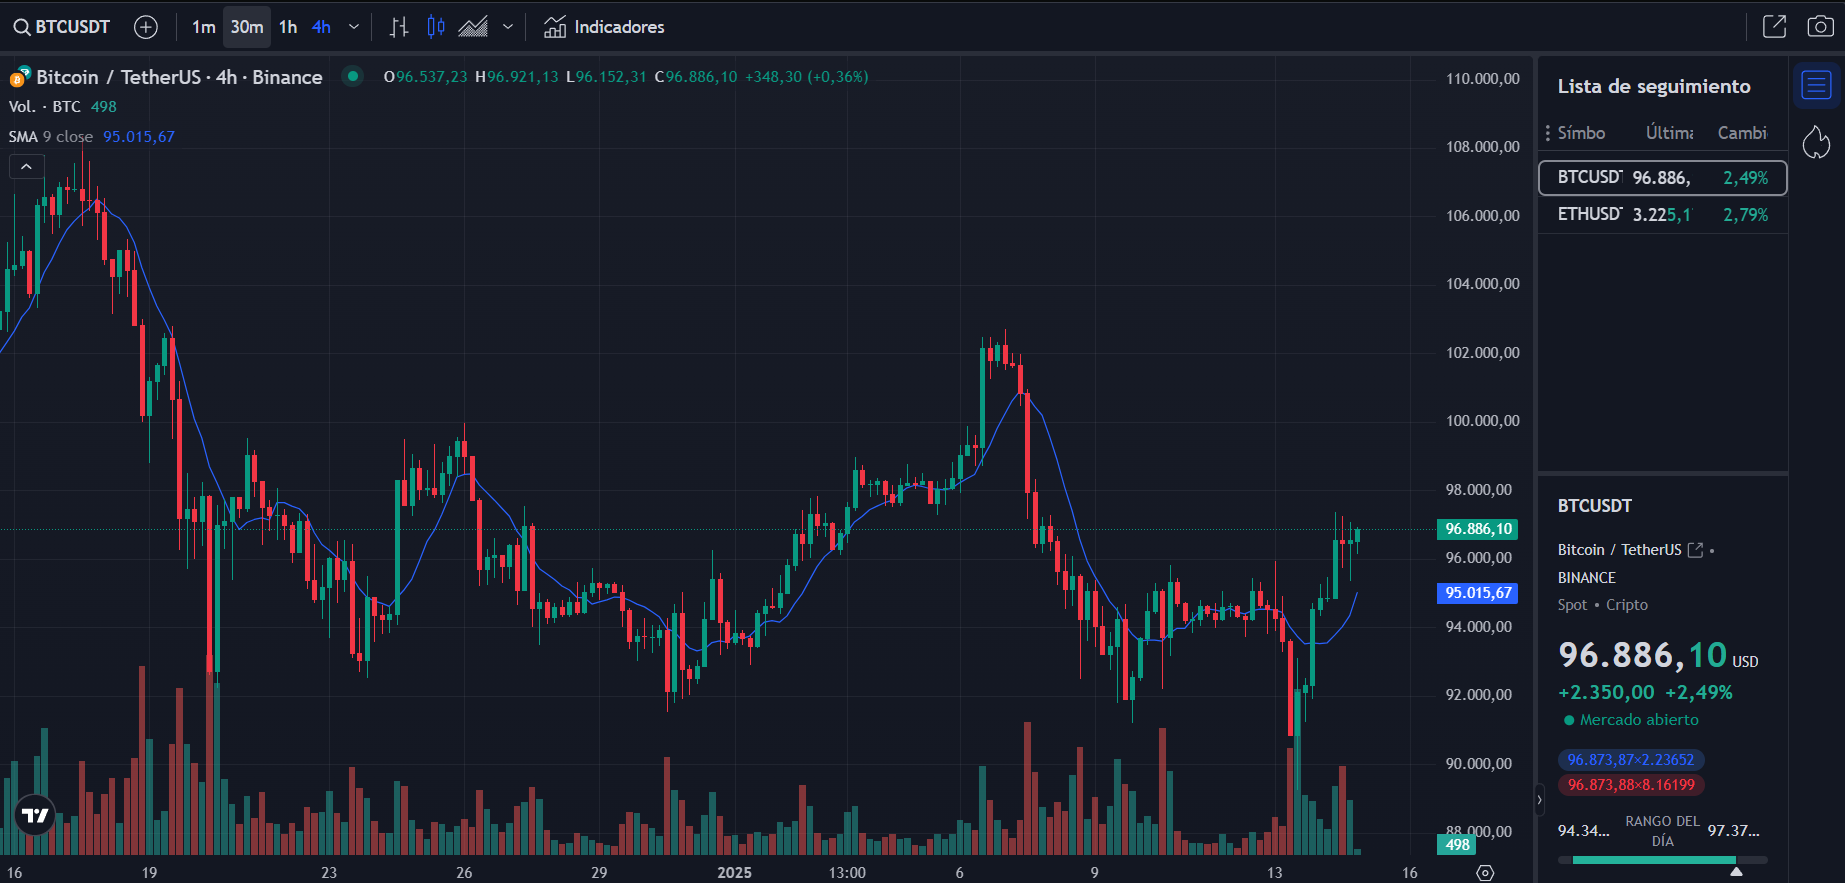 BTCUSDT 1m 30m 1h 4h Indicadores
Bitcoin / TetherUS · 4h · Binance O96.537,23 H96.921,13 L96.152,31 C96.886,10 +348,30 (+0,36%)
Vol. · BTC 498
SMA 9 close 95.015,67
110.000,00
108.000,00
106.000,00
104.000,00
102.000,00
100.000,00
98.000,00
96.886,10
96.000,00
95.015,67
94.000,00
92.000,00
90.000,00
88.000,00
498
16 19 23 26 29 2025 13:00 6 9 13 16
Lista de seguimiento
Símbo Última Cambi
BTCUSDT 96.886, 2,49%
ETHUSDT 3.225,1 2,79%
BTCUSDT
Bitcoin / TetherUS •
BINANCE
Spot • Cripto
96.886,10 USD
+2.350,00 +2,49%
Mercado abierto
96.873,87×2.23652
96.873,88×8.16199
94.34... RANGO DEL 97.37...
DÍA